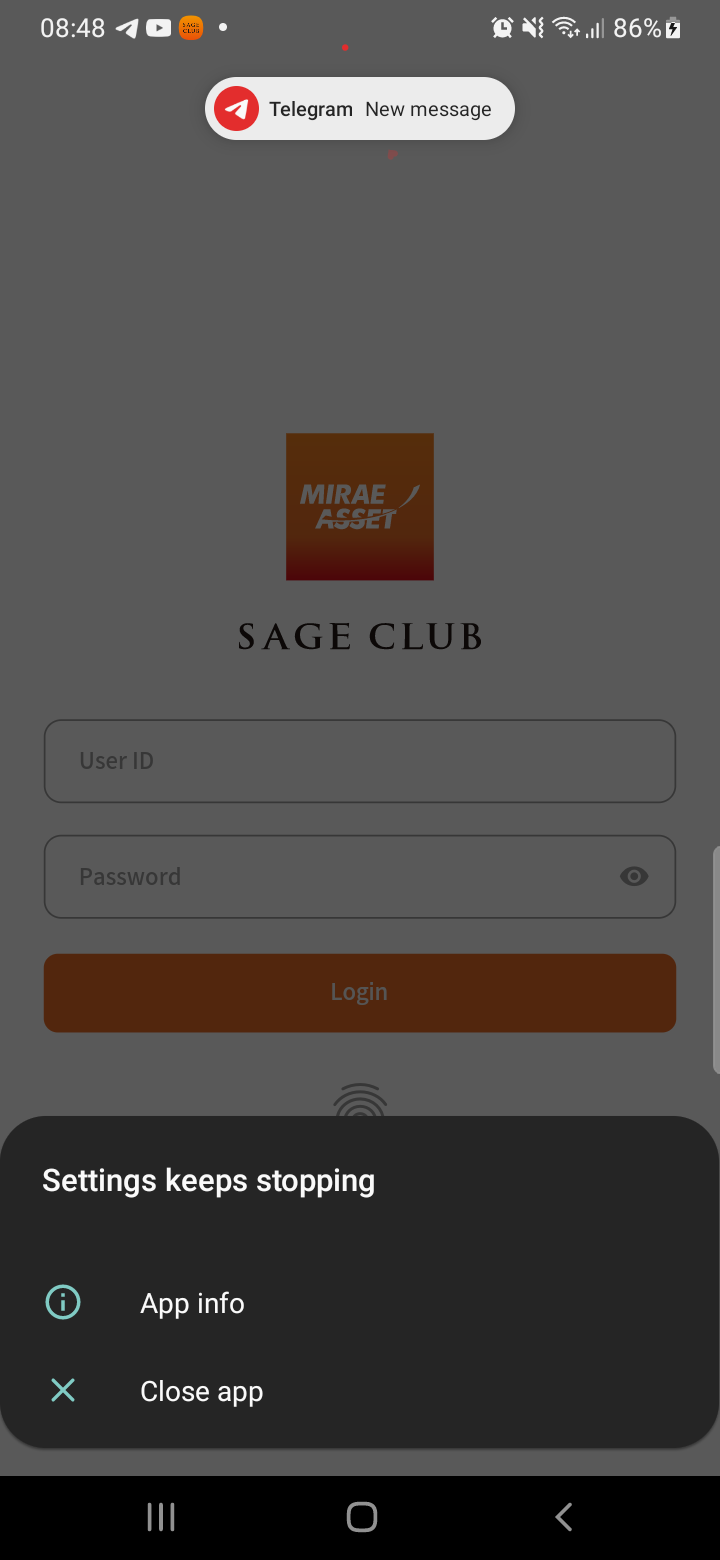 08:48
86%
Telegram New message
MIRAE
ASSET
SAGE CLUB
User ID
Password
Login
Settings keeps stopping
App info
Close app